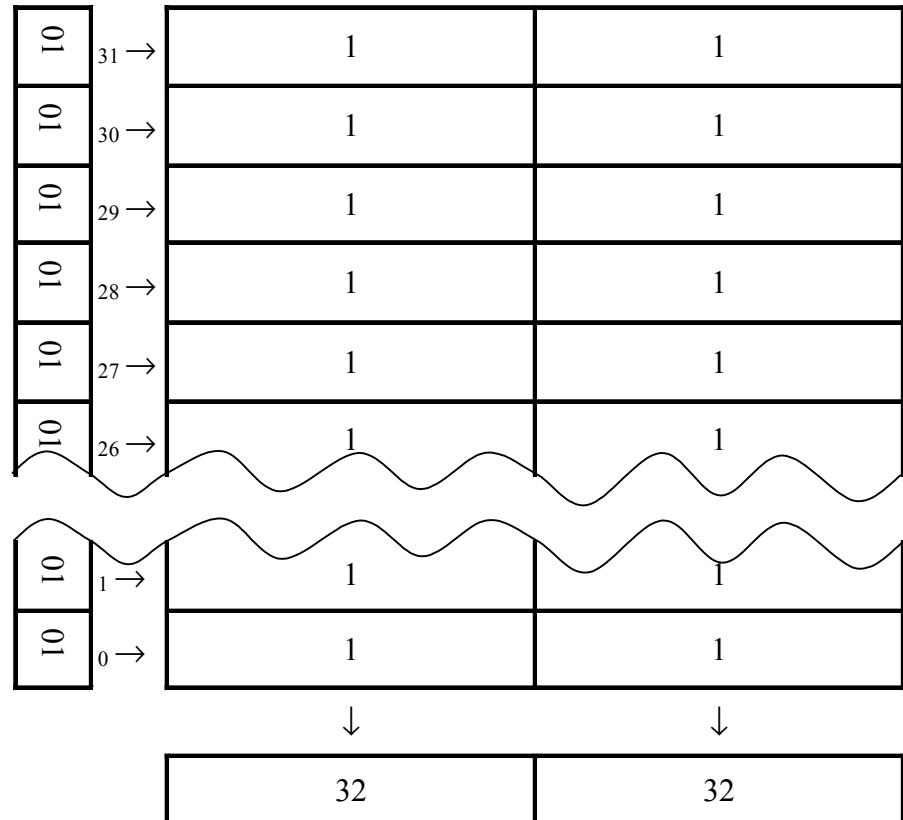 01 31 → 1 1
01 30 → 1 1
01 29 → 1 1
01 28 → 1 1
01 27 → 1 1
01 26 → 1 1
01 1 → 1 1
01 0 → 1 1
↓ ↓
32 32